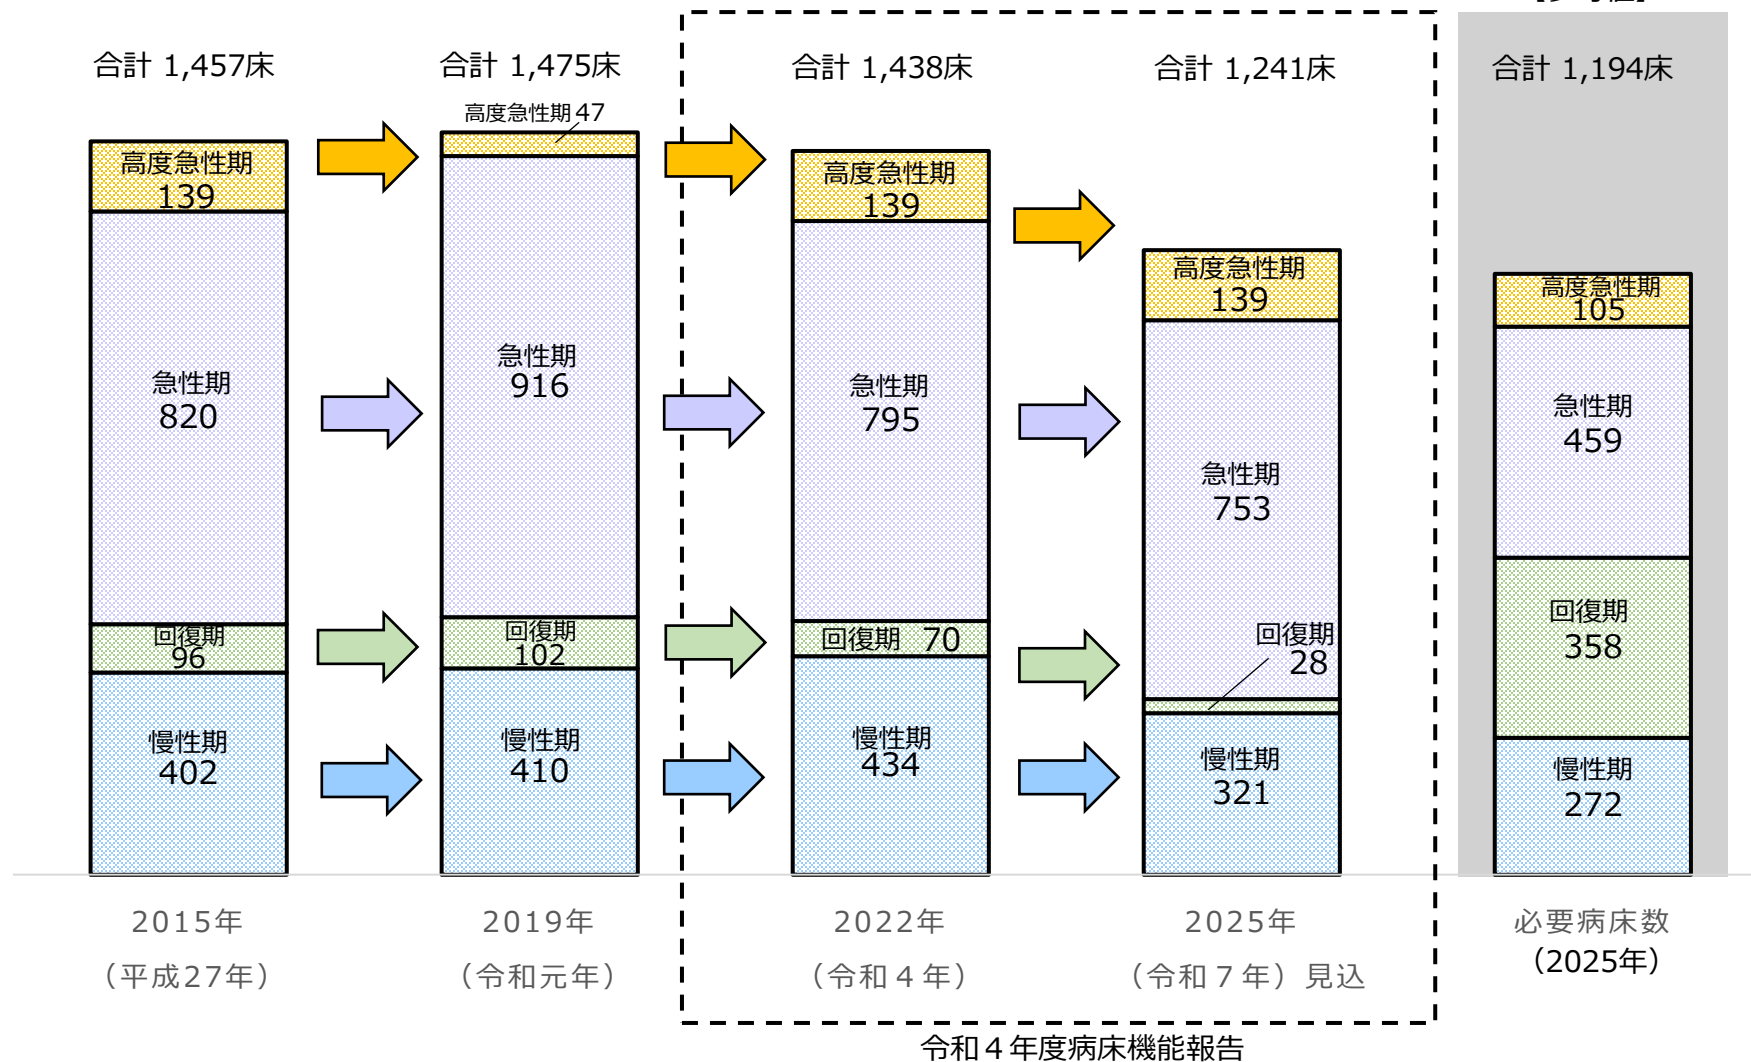 合計 1,457床
合計 1,475床
合計 1,438床
合計 1,241床
合計 1,194床
高度急性期
139
急性期
820
回復期
96
慢性期
402
高度急性期 47
急性期
916
回復期
102
慢性期
410
高度急性期
139
急性期
795
回復期 70
慢性期
434
高度急性期
139
急性期
753
回復期
28
慢性期
321
高度急性期
105
急性期
459
回復期
358
慢性期
272
2015年
（平成27年）
2019年
（令和元年）
2022年
（令和４年）
2025年
（令和７年）見込
必要病床数
（2025年）
令和４年度病床機能報告